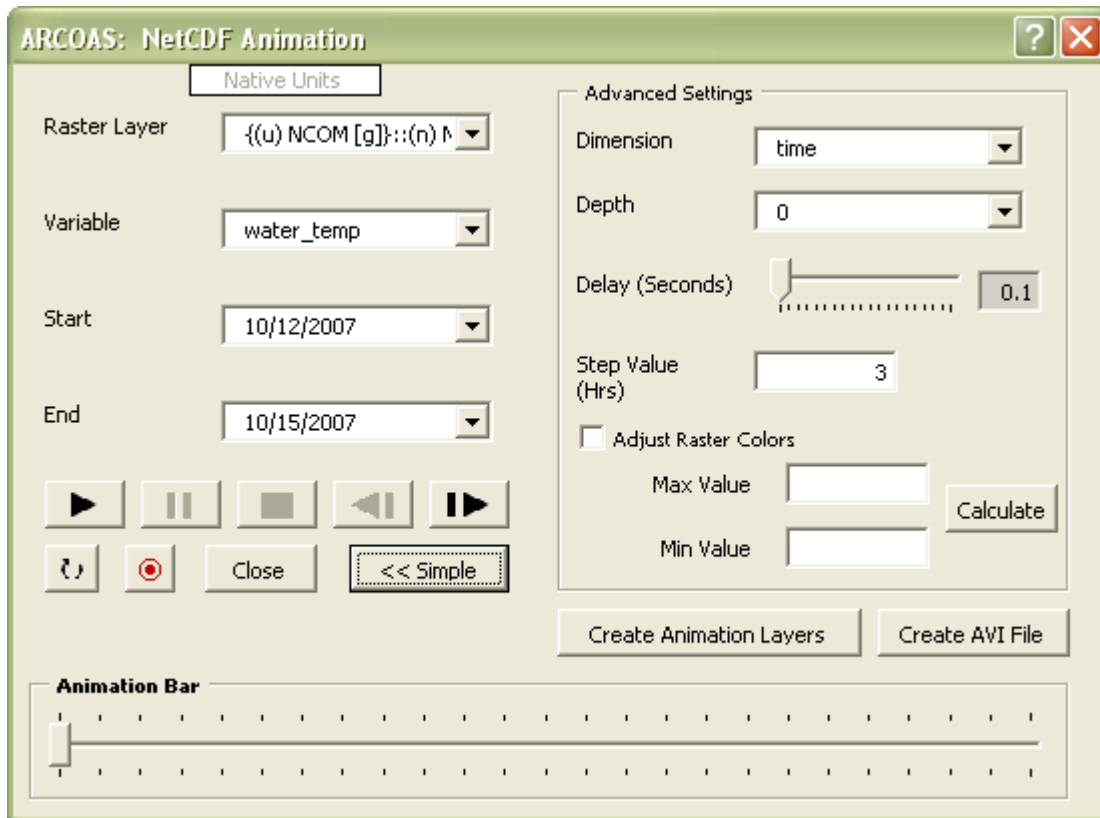 ARCOAS: NetCDF Animation
Native Units
Raster Layer
{(u) NCOM [g]}::(n) N
Variable
water_temp
Start
10/12/2007
End
10/15/2007
Close
<< Simple
Advanced Settings
Dimension
time
Depth
0
Delay (Seconds)
0.1
Step Value
(Hrs)
3
Adjust Raster Colors
Max Value
Min Value
Calculate
Create Animation Layers
Create AVI File
Animation Bar